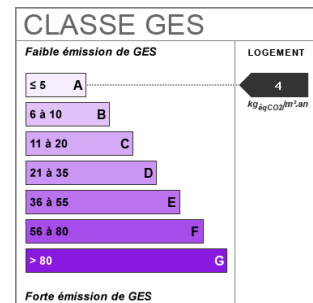 CLASSE GES
Faible émission de GES
LOGEMENT
≤ 5 A
4
kgéqCO2/m².an
6 à 10 B
11 à 20 C
21 à 35 D
36 à 55 E
56 à 80 F
> 80 G
Forte émission de GES